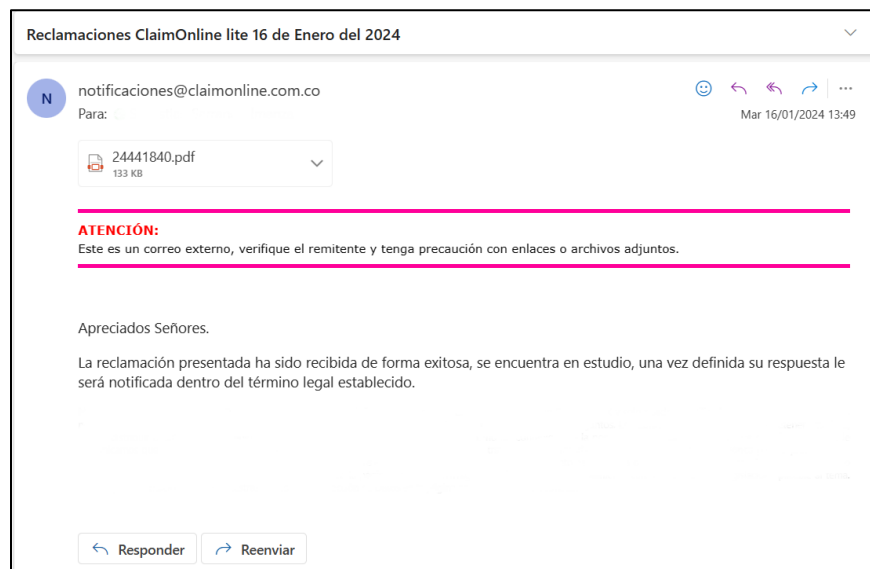 Reclamaciones ClaimOnline lite 16 de Enero del 2024
N
notificaciones@claimonline.com.co
Para:
Mar 16/01/2024 13:49
24441840.pdf
133 KB
ATENCIÓN:
Este es un correo externo, verifique el remitente y tenga precaución con enlaces o archivos adjuntos.
Apreciados Señores.
La reclamación presentada ha sido recibida de forma exitosa, se encuentra en estudio, una vez definida su respuesta le
será notificada dentro del término legal establecido.
Responder
Reenviar